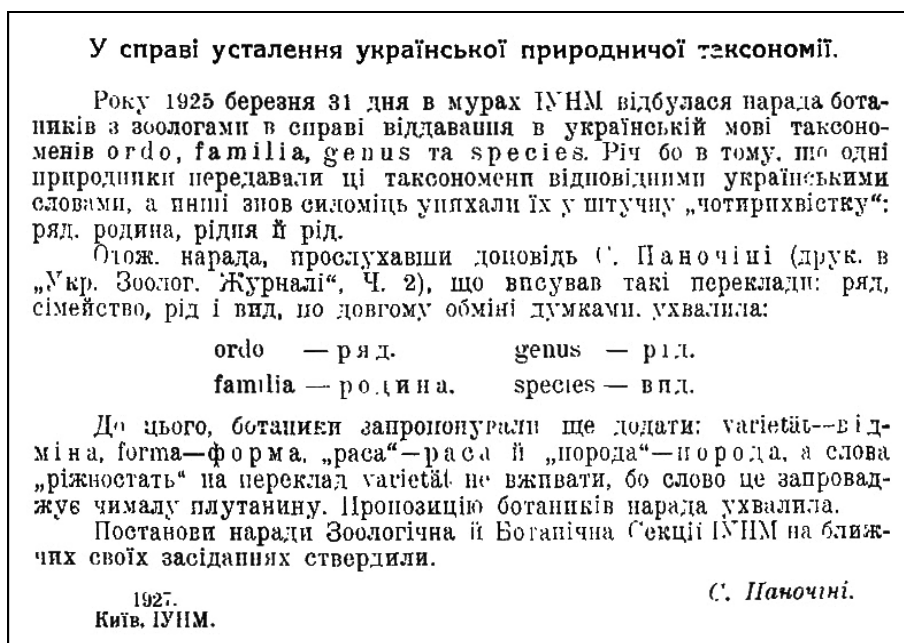 У справі усталення української природничої таксономії.
Року 1925 березня 31 дня в мурах ІУНМ відбулася нарада бота-
ників з зоологами в справі віддавання в українській мові таксоно-
менів ordo, familia, genus та species. Річ бо в тому, що одні
природники передавали ці таксономени відповідними українськими
словами, а инші знов силоміць упихали їх у штучну „чотирихвістку“:
ряд, родина, рідня й рід.
Отож, нарада, прослухавши доповідь С. Паночіні (друк. в
„Укр. Зоолог. Журналі“, Ч. 2), що вписував такі переклади: ряд,
сімейство, рід і вид, по довгому обміні думками, ухвалила:
ordo — ряд. genus — рід.
familia — родина. species — вид.
До цього, ботаники запропонували ще додати: varietät—від-
міна, forma—форма, „раса“—раса й „порода“—порода, а слова
„ріжностать“ на переклад varietät не вживати, бо слово це запровад-
жує чималу плутанину. Пропозицію ботаників нарада ухвалила.
Постанови наради Зоологічна й Ботанічна Секції ІУНМ на ближ-
чих своїх засіданнях ствердили.
С. Паночіні.
1927.
Київ, ІУНМ.